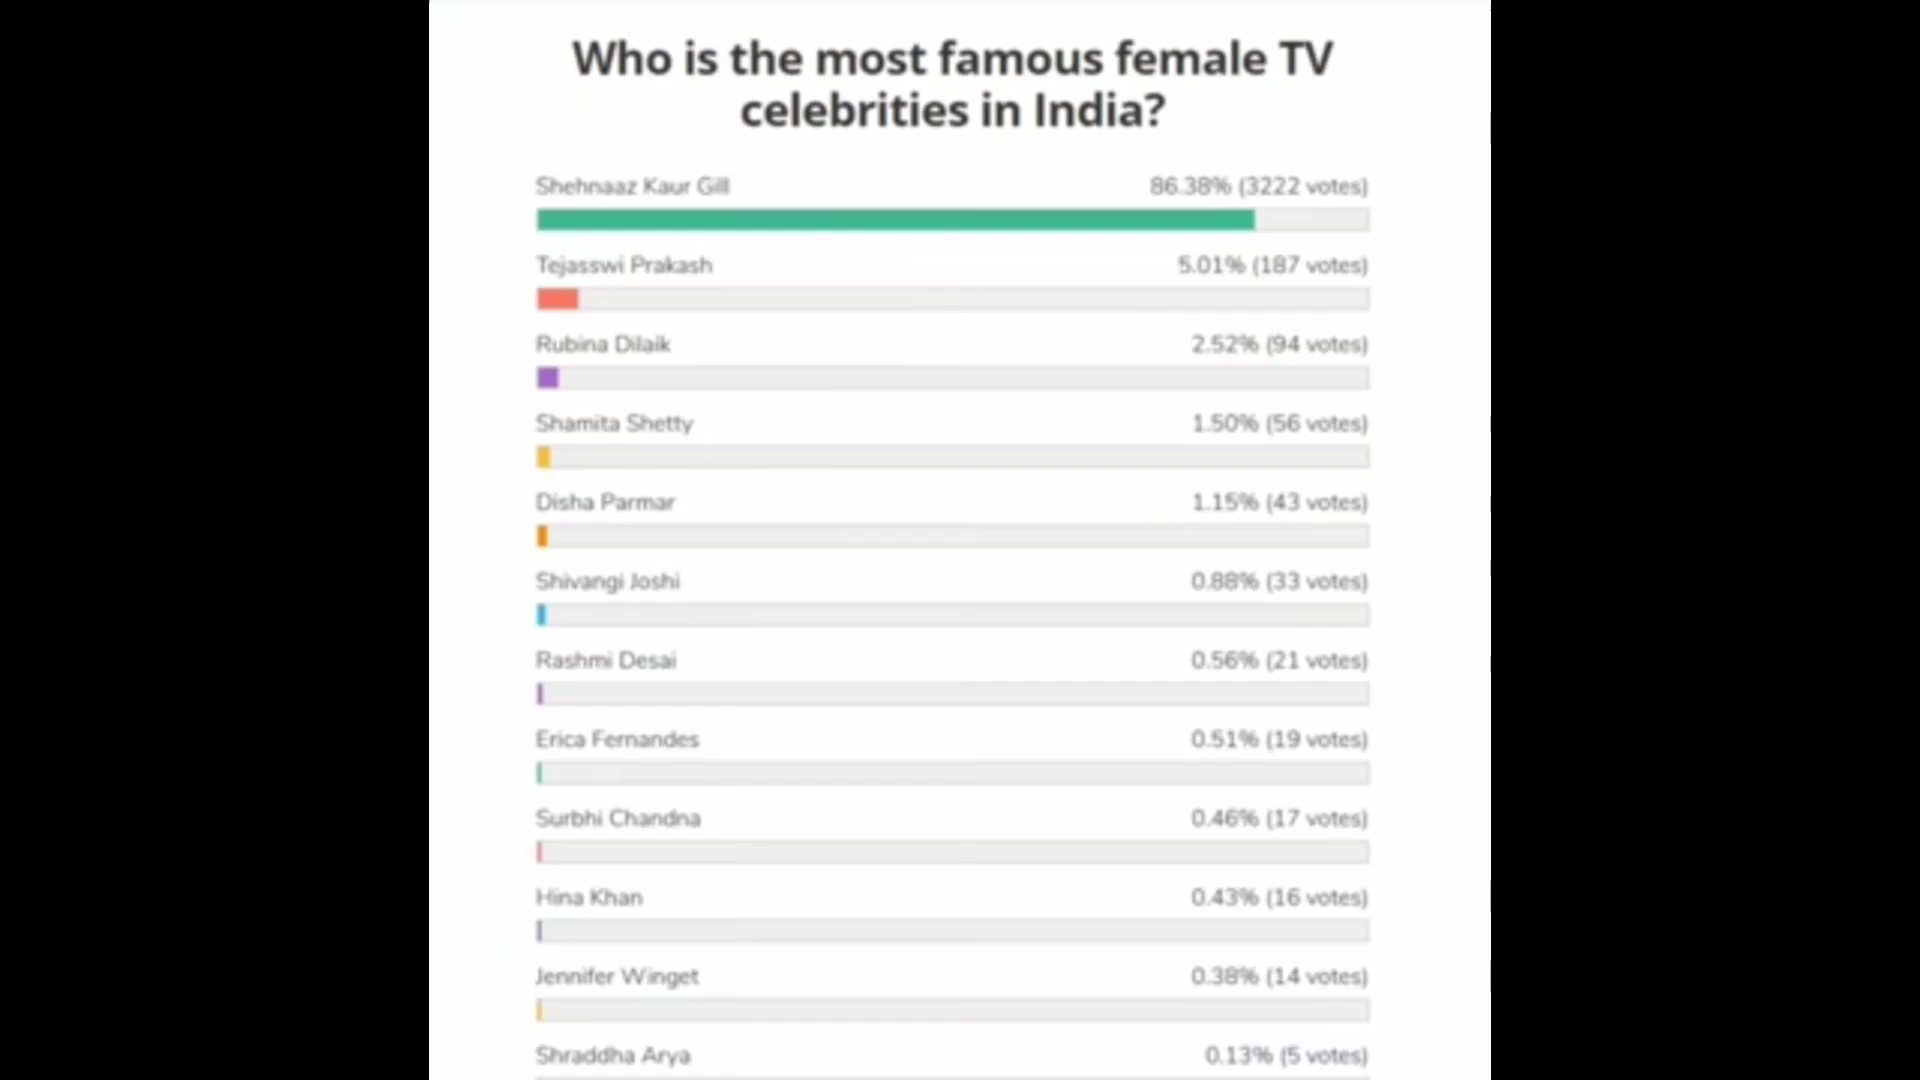 Who is the most famous female TV
celebrities in India?
Shehnaaz Kaur Gill 86.38% (3222 votes)
Tejasswi Prakash 5.01% (187 votes)
Rubina Dilaik 2.52% (94 votes)
Shamita Shetty 1.50% (56 votes)
Disha Parmar 1.15% (43 votes)
Shivangi Joshi 0.88% (33 votes)
Rashmi Desai 0.56% (21 votes)
Erica Fernandes 0.51% (19 votes)
Surbhi Chandna 0.46% (17 votes)
Hina Khan 0.43% (16 votes)
Jennifer Winget 0.38% (14 votes)
Shraddha Arya 0.13% (5 votes)